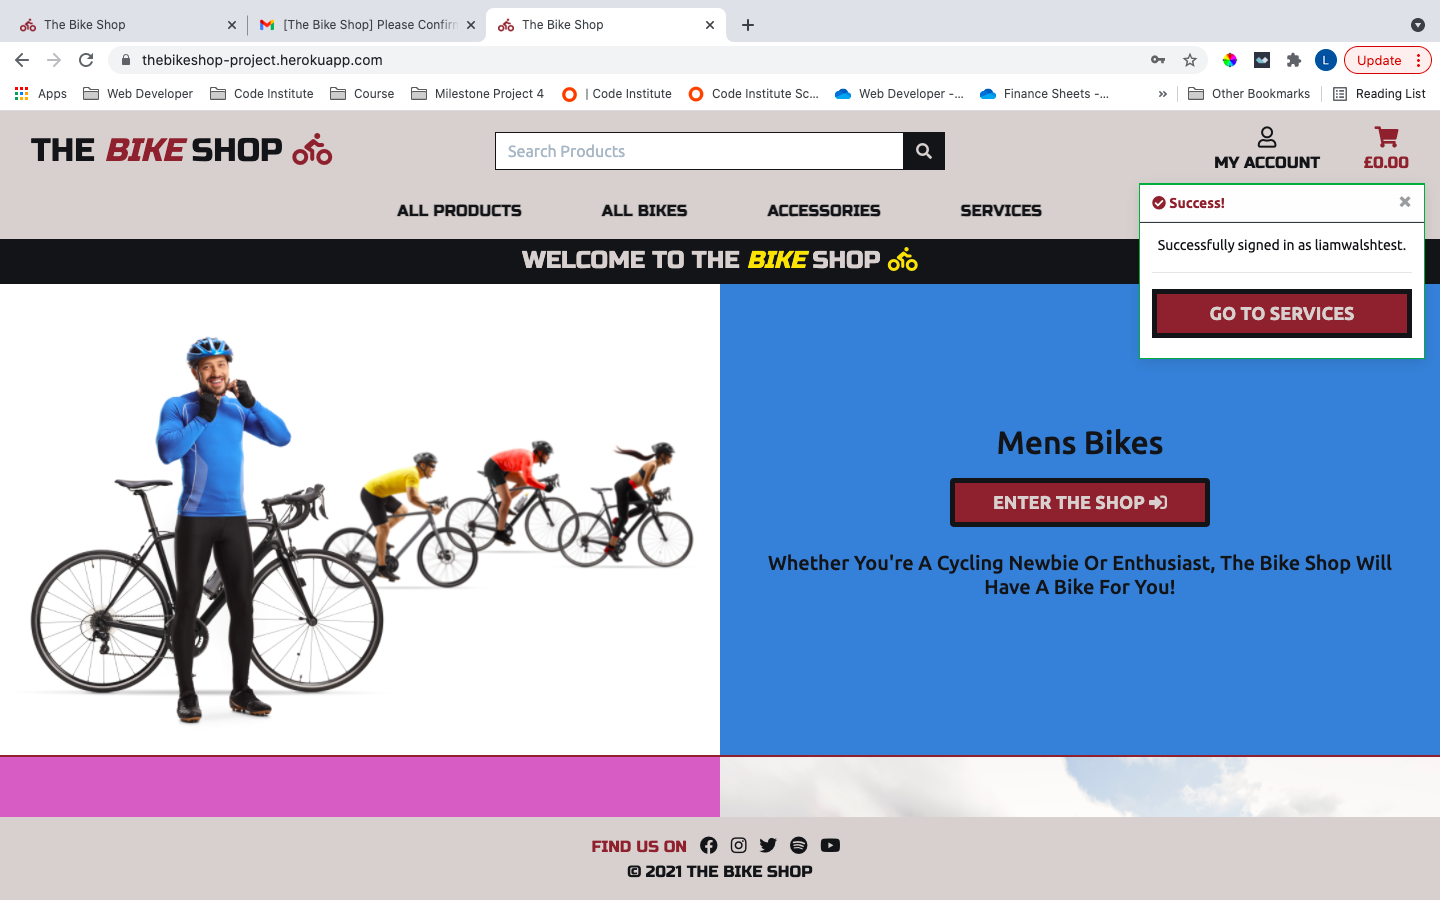 The Bike Shop
[The Bike Shop] Please Confirm
The Bike Shop
thebikeshop-project.herokuapp.com
L
Update
Apps
Web Developer
Code Institute
Course
Milestone Project 4
| Code Institute
Code Institute Sc...
Web Developer -...
Finance Sheets -...
»
Other Bookmarks
Reading List
THE BIKE SHOP
Search Products
MY ACCOUNT
£0.00
ALL PRODUCTS
ALL BIKES
ACCESSORIES
SERVICES
Success!
Successfully signed in as liamwalshtest.
GO TO SERVICES
WELCOME TO THE BIKE SHOP
Mens Bikes
ENTER THE SHOP
Whether You're A Cycling Newbie Or Enthusiast, The Bike Shop Will
Have A Bike For You!
FIND US ON
© 2021 THE BIKE SHOP